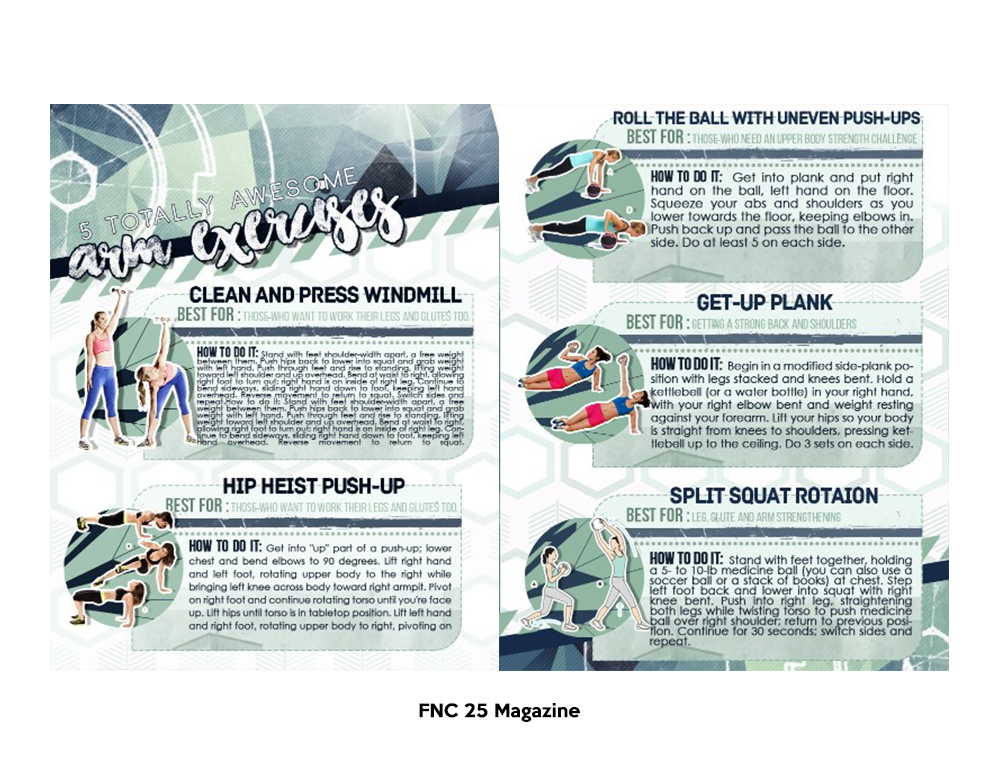 5 TOTALLY AWESOME
arm exercises
CLEAN AND PRESS WINDMILL
BEST FOR : THOSE-WHO WANT TO WORK THEIR LEGS AND GLUTES TOO.
HOW TO DO IT: Stand with feet shoulder-width apart, a free weight
between them. Push hips back to lower into squat and grab weight
with left hand. Push through feet and rise to standing, lifting weight
toward left shoulder and up overhead. Bend at waist to right, allowing
right foot to turn out; right hand is on inside of right leg. Continue to
bend sideways, sliding right hand down to foot, keeping left hand
overhead. Reverse movement to return to squat. Switch sides and
repeat.How to do it: Stand with feet shoulder-width apart, a free
weight between them. Push hips back to lower into squat and grab
weight with left hand. Push through feet and rise to standing, lifting
weight toward left shoulder and up overhead. Bend at waist to right,
allowing right foot to turn out; right hand is on inside of right leg. Con-
tinue to bend sideways, sliding right hand down to foot, keeping left
hand overhead. Reverse movement to return to squat.
HIP HEIST PUSH-UP
BEST FOR : THOSE-WHO WANT TO WORK THEIR LEGS AND GLUTES TOO.
HOW TO DO IT: Get into "up" part of a push-up; lower
chest and bend elbows to 90 degrees. Lift right hand
and left foot, rotating upper body to the right while
bringing left knee across body toward right armpit. Pivot
on right foot and continue rotating torso until you're face
up. Lift hips until torso is in tabletop position. Lift left hand
and right foot, rotating upper body to right, pivoting on
ROLL THE BALL WITH UNEVEN PUSH-UPS
BEST FOR : THOSE-WHO NEED AN UPPER BODY STRENGTH CHALLENGE
HOW TO DO IT: Get into plank and put right
hand on the ball, left hand on the floor.
Squeeze your abs and shoulders as you
lower towards the floor, keeping elbows in.
Push back up and pass the ball to the other
side. Do at least 5 on each side.
GET-UP PLANK
BEST FOR : GETTING A STRONG BACK AND SHOULDERS
HOW TO DO IT: Begin in a modified side-plank po-
sition with legs stacked and knees bent. Hold a
kettlebell (or a water bottle) in your right hand,
with your right elbow bent and weight resting
against your forearm. Lift your hips so your body
is straight from knees to shoulders, pressing ket-
tlebell up to the ceiling. Do 3 sets on each side.
SPLIT SQUAT ROTAION
BEST FOR : LEG, GLUTE AND ARM STRENGTHENING
HOW TO DO IT: Stand with feet together, holding
a 5- to 10-lb medicine ball (you can also use a
soccer ball or a stack of books) at chest. Step
left foot back and lower into squat with right
knee bent. Push into right leg, straightening
both legs while twisting torso to push medicine
ball over right shoulder; return to previous posi-
tion. Continue for 30 seconds; switch sides and
repeat.
FNC 25 Magazine